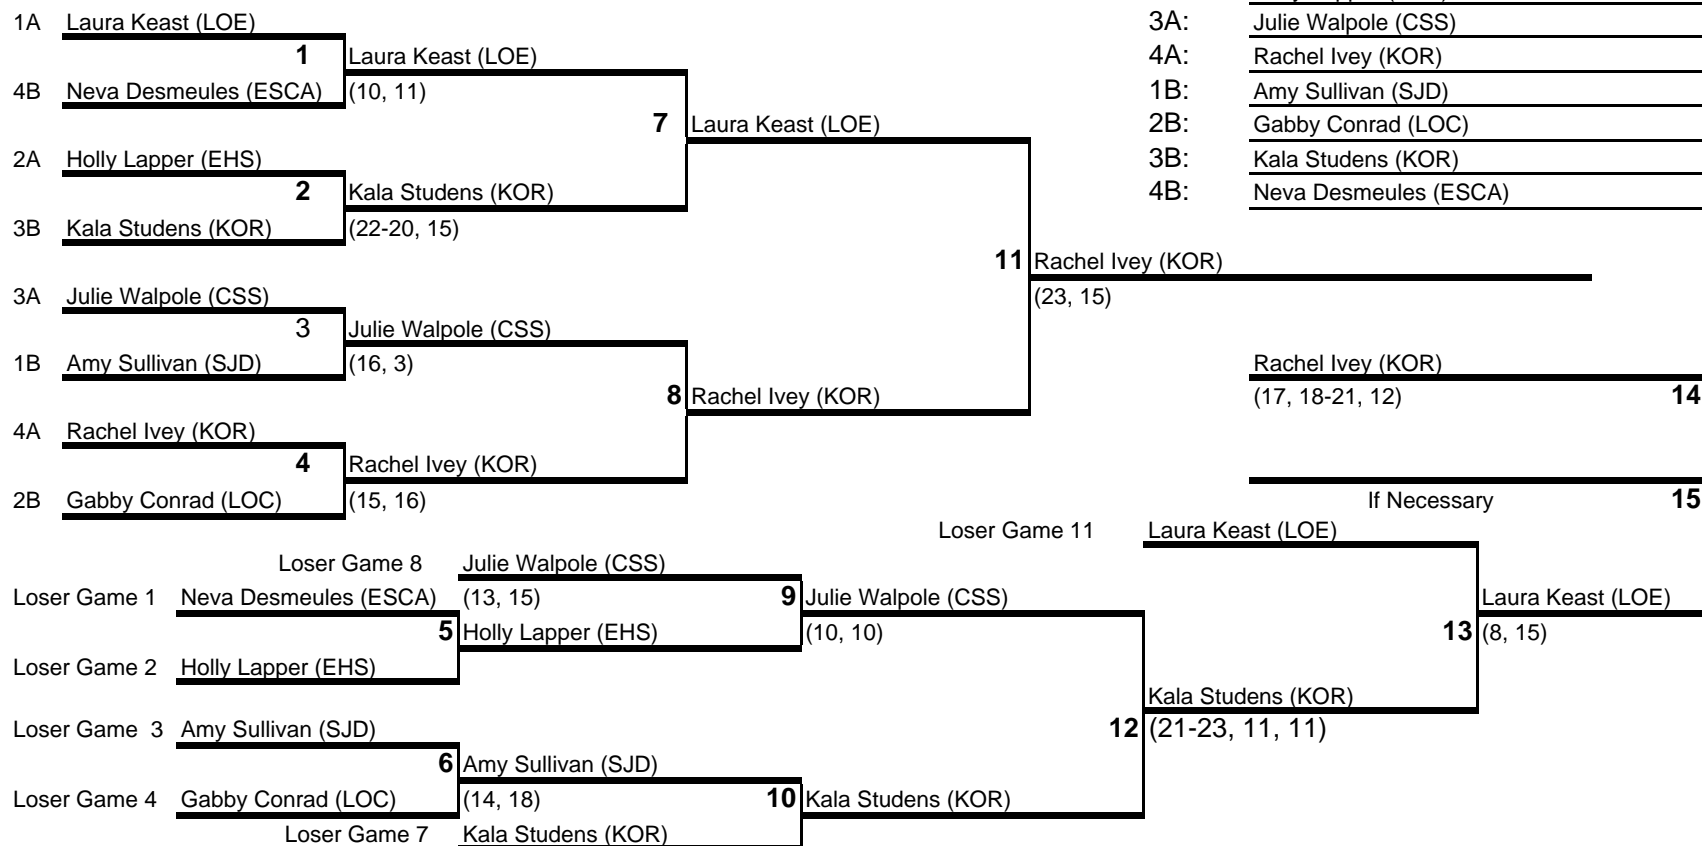 1A Laura Keast (LOE)
3A: Julie Walpole (CSS)
1 Laura Keast (LOE)
4A: Rachel Ivey (KOR)
4B Neva Desmeules (ESCA) (10, 11)
1B: Amy Sullivan (SJD)
7 Laura Keast (LOE)
2B: Gabby Conrad (LOC)
2A Holly Lapper (EHS)
3B: Kala Studens (KOR)
2 Kala Studens (KOR)
4B: Neva Desmeules (ESCA)
3B Kala Studens (KOR) (22-20, 15)
11 Rachel Ivey (KOR)
3A Julie Walpole (CSS)
(23, 15)
3 Julie Walpole (CSS)
1B Amy Sullivan (SJD) (16, 3)
Rachel Ivey (KOR)
8 Rachel Ivey (KOR)
(17, 18-21, 12) 14
4A Rachel Ivey (KOR)
4 Rachel Ivey (KOR)
2B Gabby Conrad (LOC) (15, 16)
If Necessary 15
Loser Game 11 Laura Keast (LOE)
Loser Game 8 Julie Walpole (CSS)
Loser Game 1 Neva Desmeules (ESCA) (13, 15) 9 Julie Walpole (CSS)
Laura Keast (LOE)
5 Holly Lapper (EHS) (10, 10)
13 (8, 15)
Loser Game 2 Holly Lapper (EHS)
Kala Studens (KOR)
Loser Game 3 Amy Sullivan (SJD)
12 (21-23, 11, 11)
6 Amy Sullivan (SJD)
Loser Game 4 Gabby Conrad (LOC) (14, 18) 10 Kala Studens (KOR)
Loser Game 7 Kala Studens (KOR)